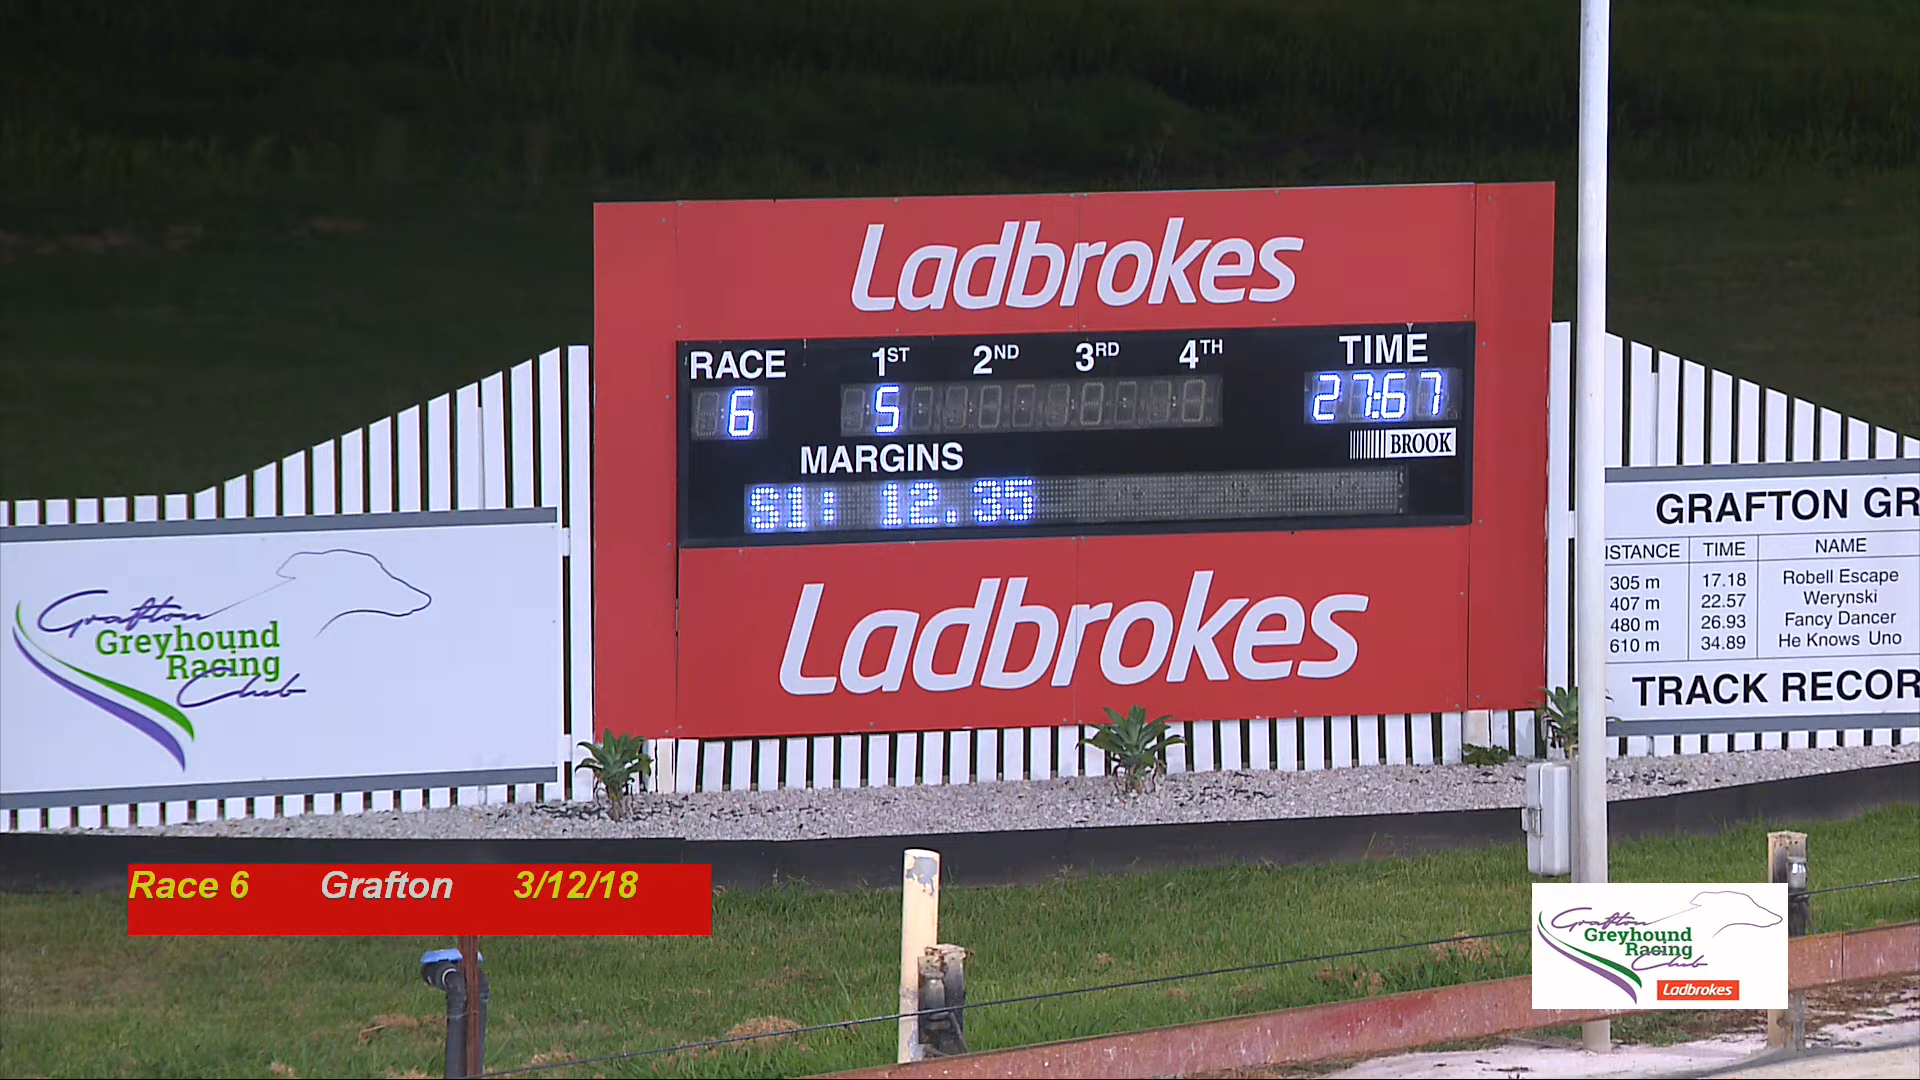 Ladbrokes
RACE 1ST 2ND 3RD 4TH TIME
6 5 27:67
MARGINS BROOK
S1: 12.35
Ladbrokes
Grafton
Greyhound
Racing
Club
GRAFTON GR
ISTANCE TIME NAME
305 m 17.18 Robell Escape
407 m 22.57 Werynski
480 m 26.93 Fancy Dancer
610 m 34.89 He Knows Uno
TRACK RECOR
Race 6 Grafton 3/12/18
Grafton
Greyhound
Racing
Club
Ladbrokes